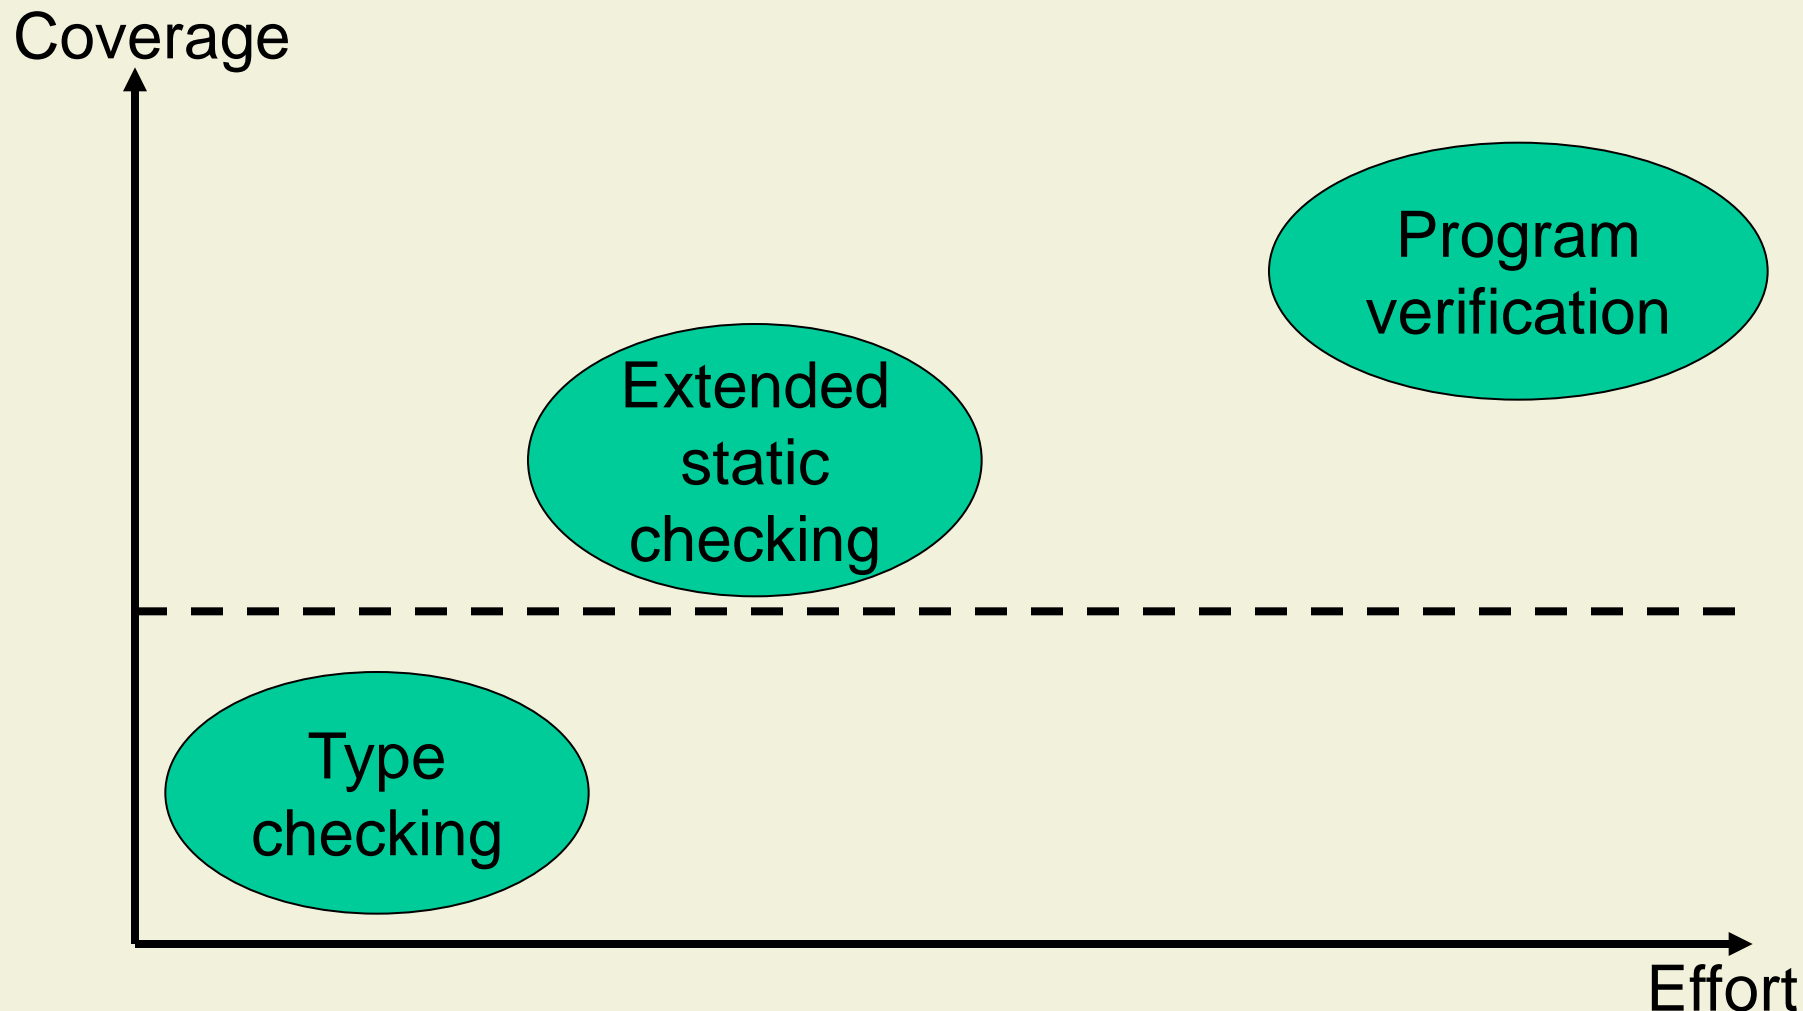 Coverage
Program
verification
Extended
static
checking
Type
checking
Effort